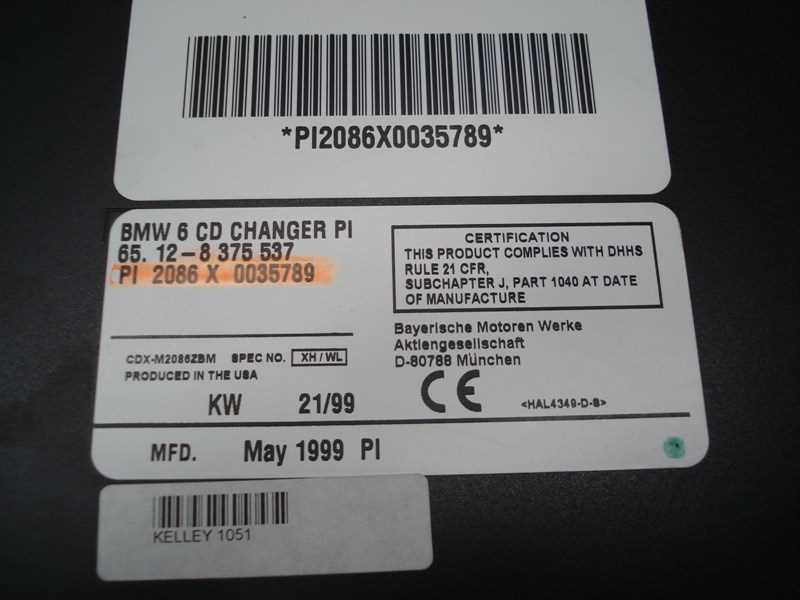 *PI2086X0035789*
BMW 6 CD CHANGER PI
65. 12-8 375 537
PI 2086 X 0035789
CERTIFICATION
THIS PRODUCT COMPLIES WITH DHHS
RULE 21 CFR,
SUBCHAPTER J, PART 1040 AT DATE
OF MANUFACTURE
Bayerische Motoren Werke
Aktiengesellschaft
D-80788 München
CDX-M2086ZBM SPEC NO. XH/WL
PRODUCED IN THE USA
KW 21/99
CE
<HAL4349-D-8>
MFD. May 1999 PI
KELLEY 1051